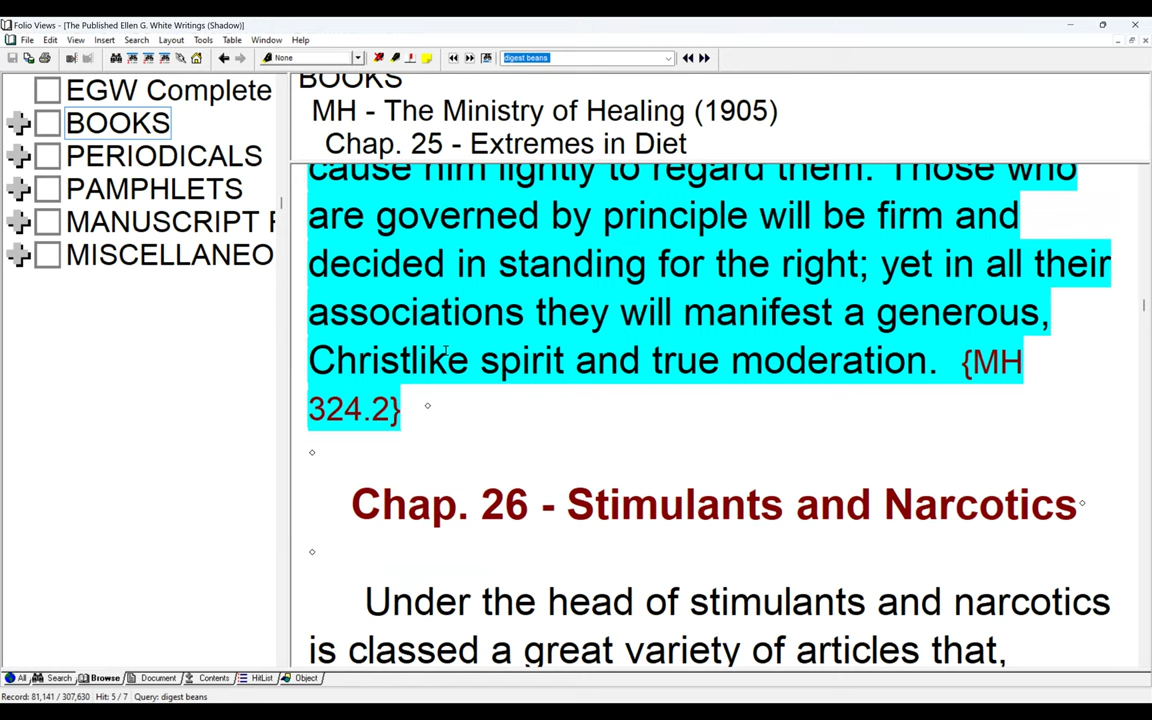 Folio Views - [The Published Ellen G. White Writings (Shadow)]
File Edit View Insert Search Layout Tools Table Window Help
None
digest beans
EGW Complete
BOOKS
PERIODICALS
PAMPHLETS
MANUSCRIPT
MISCELLANEO
BOOKS
MH - The Ministry of Healing (1905)
Chap. 25 - Extremes in Diet
cause him lightly to regard them. Those who
are governed by principle will be firm and
decided in standing for the right; yet in all their
associations they will manifest a generous,
Christlike spirit and true moderation. {MH
324.2}
Chap. 26 - Stimulants and Narcotics
Under the head of stimulants and narcotics
is classed a great variety of articles that,
All Search Browse Document Contents HitList Object
Record: 81,141 / 307,630 Hit: 5 / 7 Query: digest beans